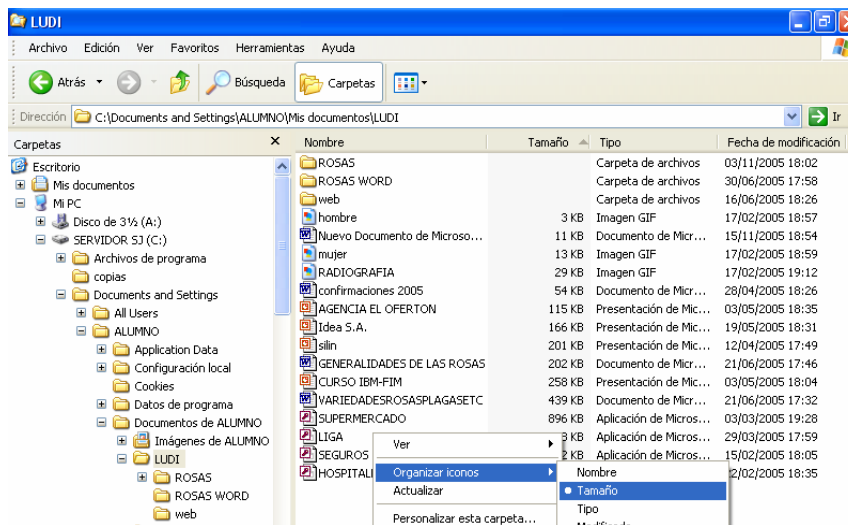 LUDI
Archivo Edición Ver Favoritos Herramientas Ayuda
Atrás Búsqueda Carpetas
Dirección C:\Documents and Settings\ALUMNO\Mis documentos\LUDI Ir
Carpetas X Nombre Tamaño Tipo Fecha de modificación
Escritorio
Mis documentos
Mi PC
Disco de 3½ (A:)
SERVIDOR SJ (C:)
Archivos de programa
copias
Documents and Settings
All Users
ALUMNO
Application Data
Configuración local
Cookies
Datos de programa
Documentos de ALUMNO
Imágenes de ALUMNO
LUDI
ROSAS
ROSAS WORD
web
ROSAS Carpeta de archivos 03/11/2005 18:02
ROSAS WORD Carpeta de archivos 30/06/2005 17:58
web Carpeta de archivos 16/06/2005 18:26
hombre 3 KB Imagen GIF 17/02/2005 18:57
Nuevo Documento de Microso... 11 KB Documento de Micr... 15/11/2005 18:54
mujer 13 KB Imagen GIF 17/02/2005 18:59
RADIOGRAFIA 29 KB Imagen GIF 17/02/2005 19:12
confirmaciones 2005 54 KB Documento de Micr... 28/04/2005 18:26
AGENCIA EL OFERTON 115 KB Presentación de Mic... 03/05/2005 18:35
Idea S.A. 166 KB Presentación de Mic... 19/05/2005 18:31
silin 201 KB Presentación de Mic... 12/04/2005 17:49
GENERALIDADES DE LAS ROSAS 202 KB Documento de Micr... 21/06/2005 17:46
CURSO IBM-FIM 258 KB Presentación de Mic... 03/05/2005 18:04
VARIEDADESROSASPLAGASETC 439 KB Documento de Micr... 21/06/2005 17:32
SUPERMERCADO 896 KB Aplicación de Micros... 03/03/2005 19:28
LIGA KB Aplicación de Micros... 29/03/2005 17:59
SEGUROS KB Aplicación de Micros... 15/02/2005 18:05
HOSPITAL 2/02/2005 18:35
Ver
Organizar iconos
Actualizar
Personalizar esta carpeta...
Nombre
Tamaño
Tipo